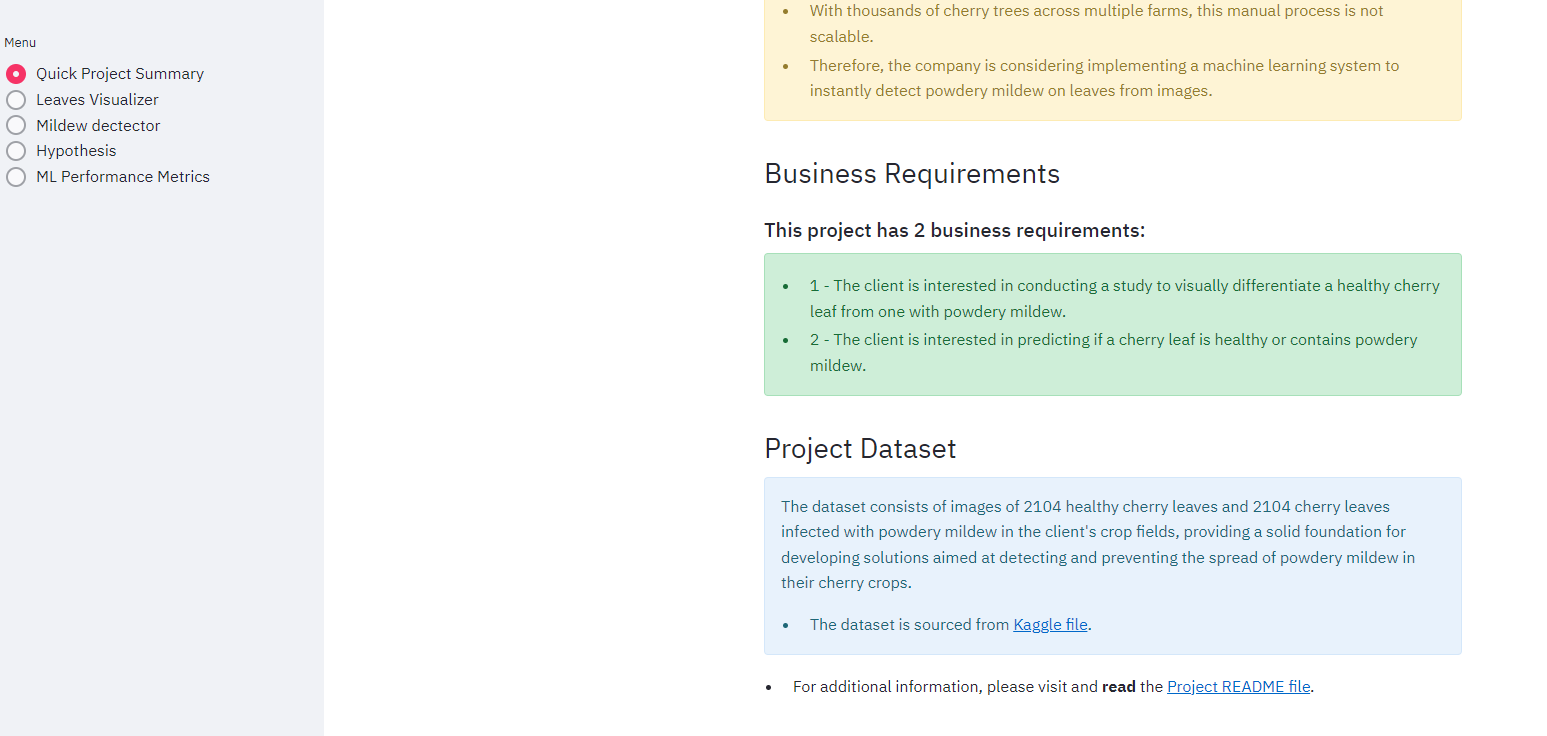 Menu
Quick Project Summary
Leaves Visualizer
Mildew dectector
Hypothesis
ML Performance Metrics
With thousands of cherry trees across multiple farms, this manual process is not
scalable.
Therefore, the company is considering implementing a machine learning system to
instantly detect powdery mildew on leaves from images.
Business Requirements
This project has 2 business requirements:
1 - The client is interested in conducting a study to visually differentiate a healthy cherry
leaf from one with powdery mildew.
2 - The client is interested in predicting if a cherry leaf is healthy or contains powdery
mildew.
Project Dataset
The dataset consists of images of 2104 healthy cherry leaves and 2104 cherry leaves
infected with powdery mildew in the client's crop fields, providing a solid foundation for
developing solutions aimed at detecting and preventing the spread of powdery mildew in
their cherry crops.
The dataset is sourced from Kaggle file.
For additional information, please visit and read the Project README file.